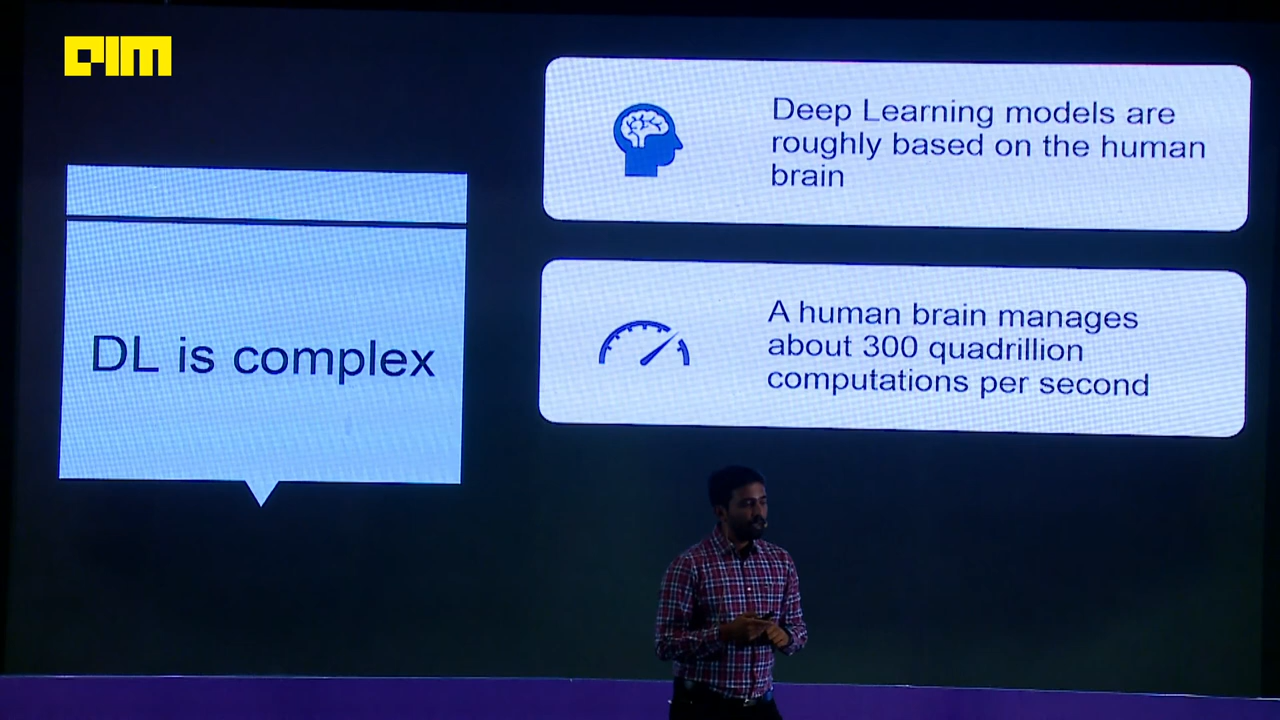 AIM
DL is complex
Deep Learning models are
roughly based on the human
brain
A human brain manages
about 300 quadrillion
computations per second